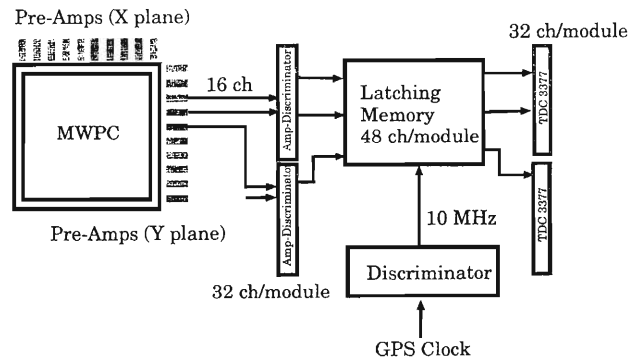 Pre-Amps (X plane)
32 ch/module
16 ch
MWPC
Amp-Discriminator
Latching
Memory
48 ch/module
TDC 3377
Amp-Discriminator
TDC 3377
Pre-Amps (Y plane)
10 MHz
32 ch/module
Discriminator
GPS Clock